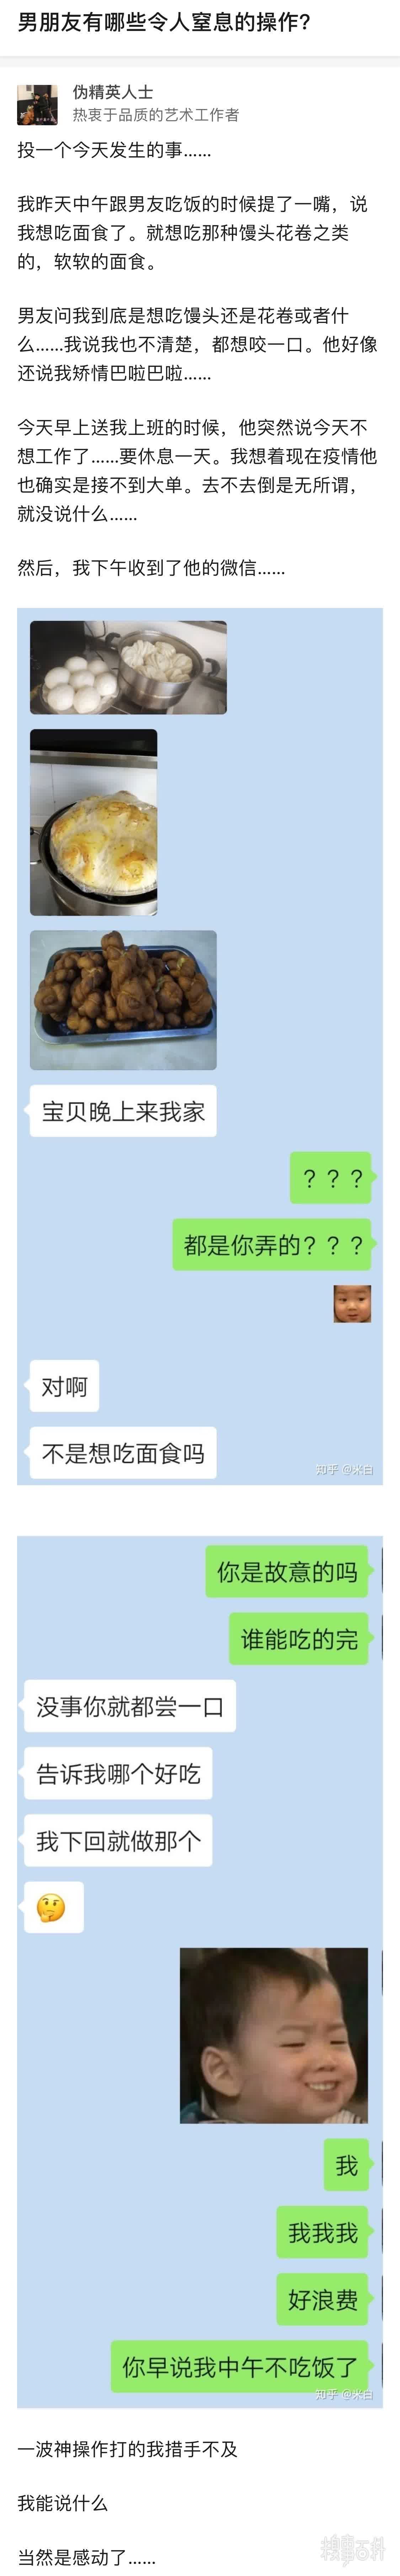 男朋友有哪些令人窒息的操作?
伪精英人士
热衷于品质的艺术工作者
投一个今天发生的事......
我昨天中午跟男友吃饭的时候提了一嘴，说
我想吃面食了。就想吃那种馒头花卷之类
的，软软的面食。
男友问我到底是想吃馒头还是花卷或者什
么......我说我也不清楚，都想咬一口。他好像
还说我矫情巴啦巴啦......
今天早上送我上班的时候，他突然说今天不
想工作了......要休息一天。我想着现在疫情他
也确实是接不到大单。去不去倒是无所谓，
就没说什么......
然后，我下午收到了他的微信......
宝贝晚上来我家
？？？
都是你弄的？？？
对啊
不是想吃面食吗
知乎 @米白
你是故意的吗
谁能吃的完
没事你就都尝一口
告诉我哪个好吃
我下回就做那个
我
我我我
好浪费
你早说我中午不吃饭了
知乎 @米白
一波神操作打的我措手不及
我能说什么
当然是感动了......